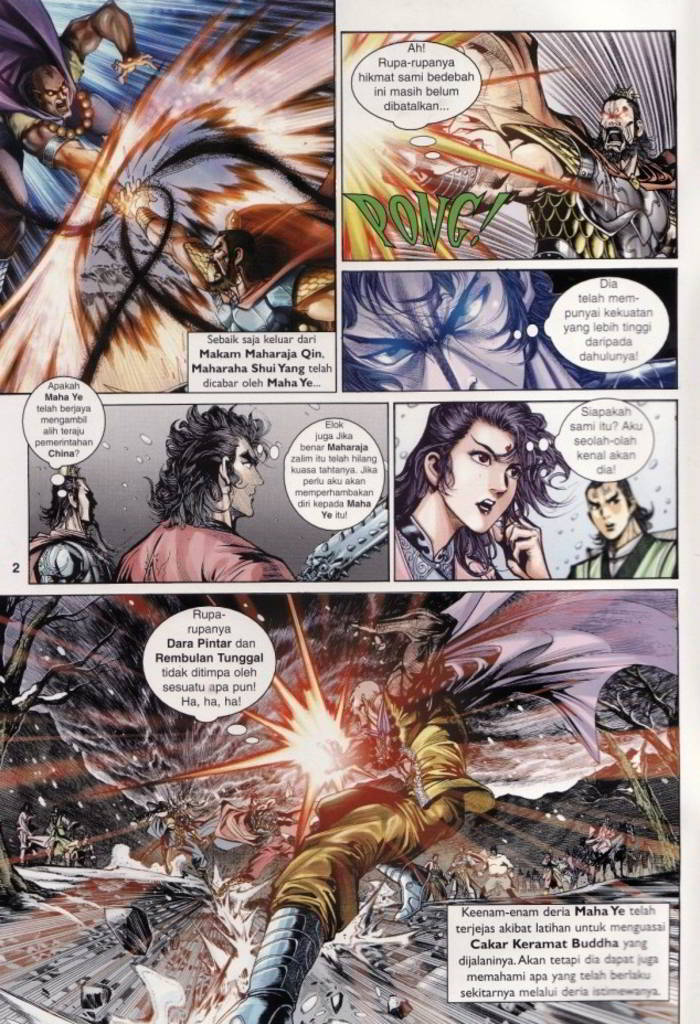 Sebaik saja keluar dari
Makam Maharaja Qin,
Maharaha Shui Yang telah
dicabar oleh Maha Ye...
Ah!
Rupa-rupanya
hikmat sami bedebah
ini masih belum
dibatalkan...
PONG!
Dia
telah mem-
punyai kekuatan
yang lebih tinggi
daripada
dahulunya!
Apakah
Maha Ye
telah berjaya
mengambil
alih teraju
pemerintahan
China?
Elok
juga Jika
benar Maharaja
zalim itu telah hilang
kuasa tahtanya. Jika
perlu aku akan
memperhambakan
diri kepada Maha
Ye itu!
Siapakah
sami itu? Aku
seolah-olah
kenal akan
dia!
2
Rupa-
rupanya
Dara Pintar dan
Rembulan Tunggal
tidak ditimpa oleh
sesuatu apa pun!
Ha, ha, ha!
Keenam-enam deria Maha Ye telah
terjejas akibat latihan untuk menguasai
Cakar Keramat Buddha yang
dijalaninya. Akan tetapi dia dapat juga
memahami apa yang telah berlaku
sekitarnya melalui deria istimewanya.